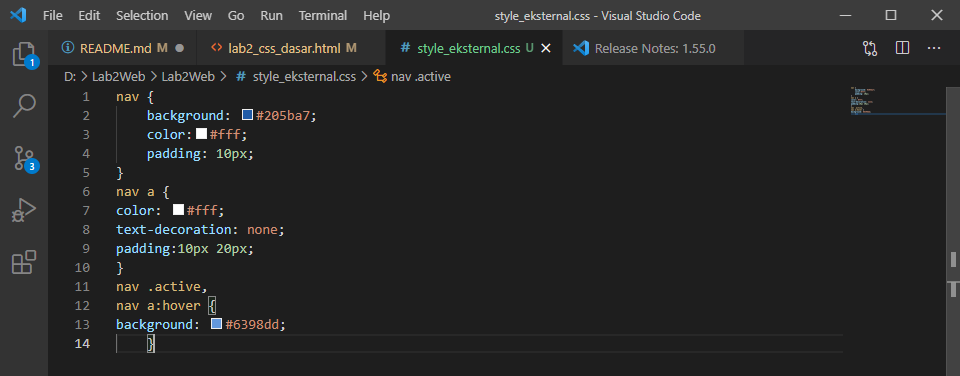 File Edit Selection View Go Run Terminal Help style_eksternal.css - Visual Studio Code
README.md M lab2_css_dasar.html M style_eksternal.css U Release Notes: 1.55.0
D: > Lab2Web > Lab2Web > # style_eksternal.css > nav .active
1 nav {
2     background: #205ba7;
3     color: #fff;
4     padding: 10px;
5 }
6 nav a {
7 color: #fff;
8 text-decoration: none;
9 padding:10px 20px;
10 }
11 nav .active,
12 nav a:hover {
13 background: #6398dd;
14     }
1
3